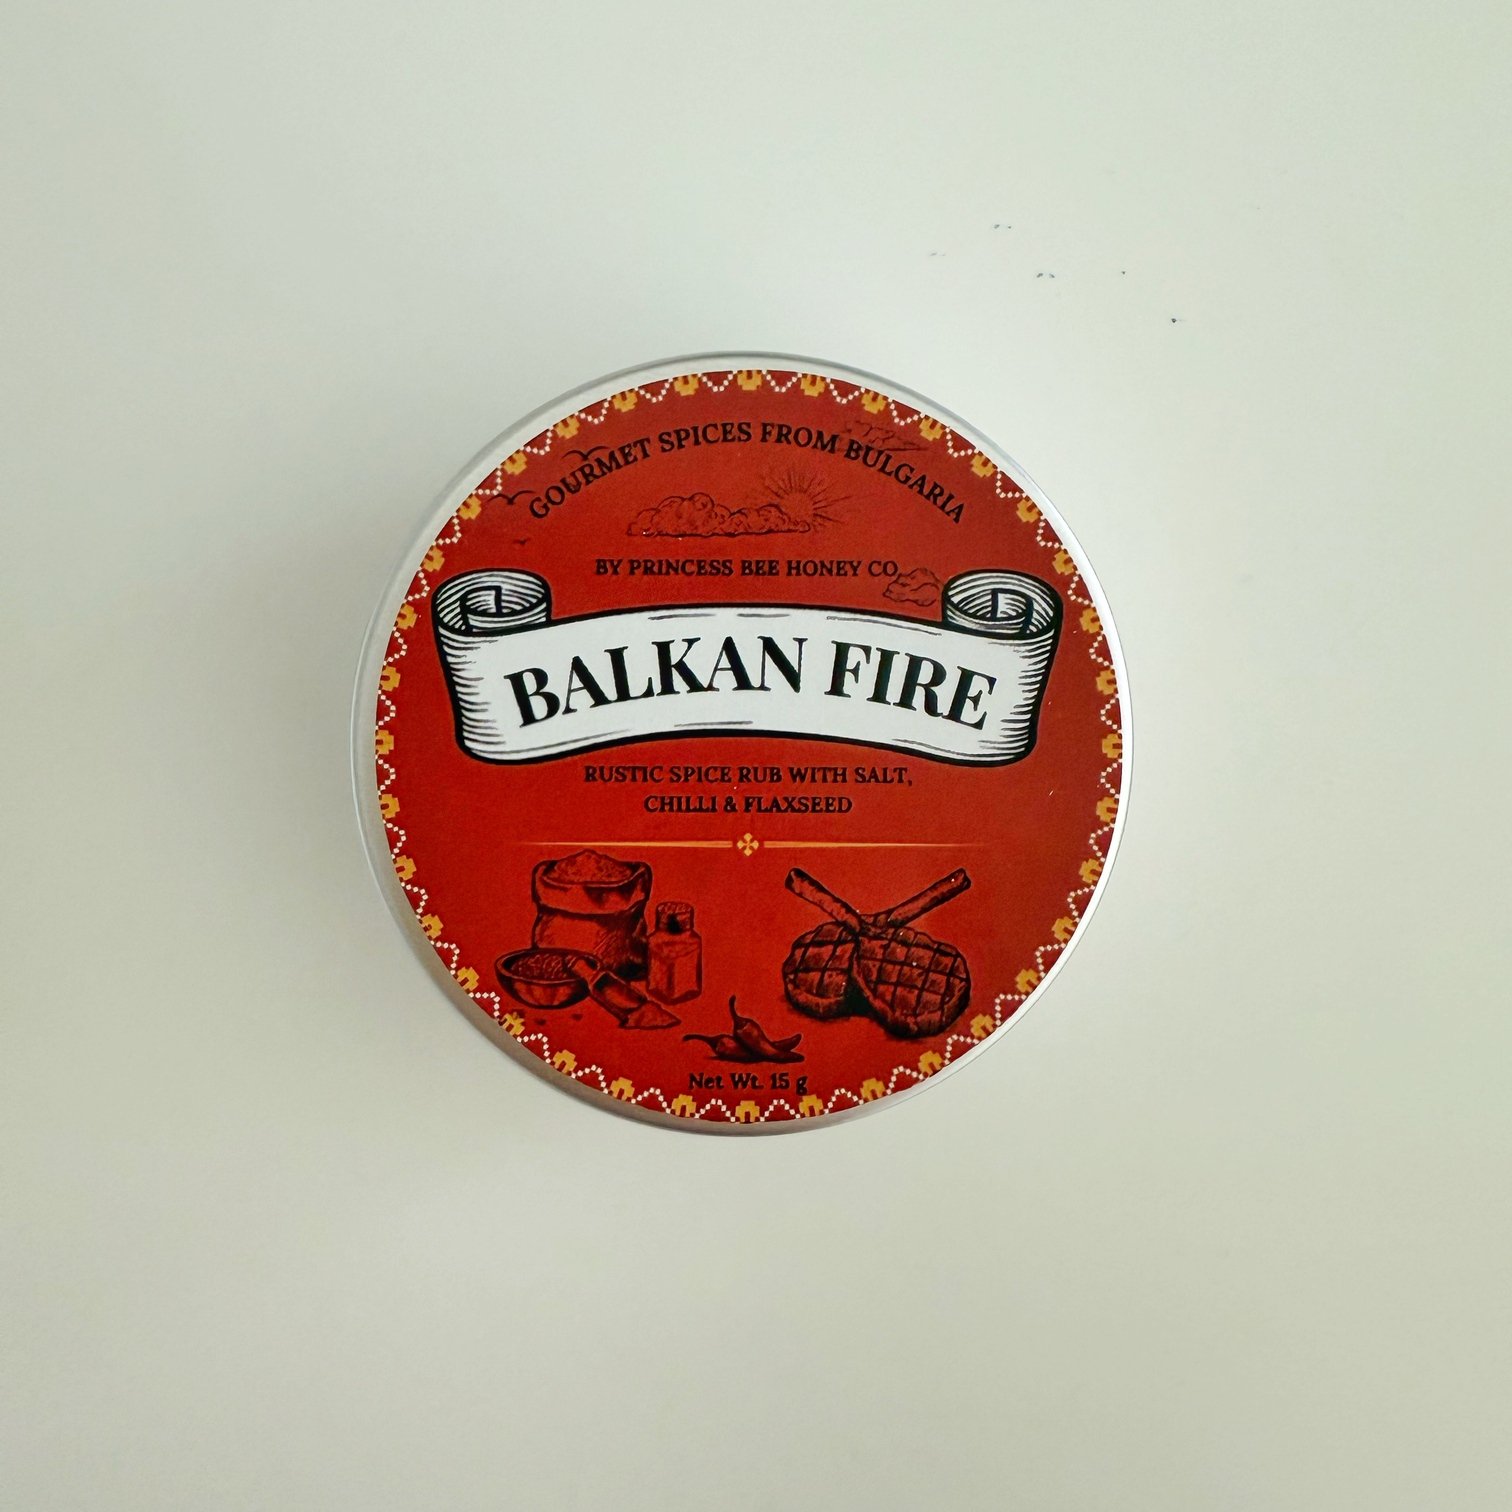 GOURMET SPICES FROM BULGARIA
BY PRINCESS BEE HONEY CO.
BALKAN FIRE
RUSTIC SPICE RUB WITH SALT,
CHILLI & FLAXSEED
Net Wt. 15 g